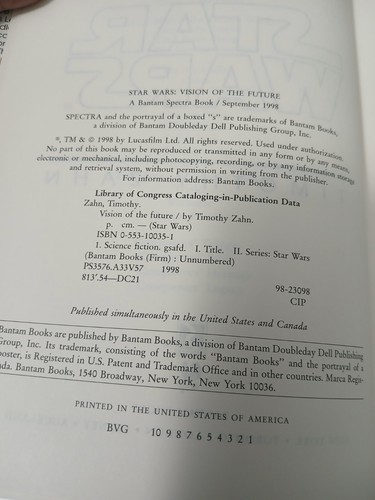 STAR WARS: VISION OF THE FUTURE
A Bantam Spectra Book / September 1998
SPECTRA and the portrayal of a boxed "s" are trademarks of Bantam Books,
a division of Bantam Doubleday Dell Publishing Group, Inc.
®, TM & © 1998 by Lucasfilm Ltd. All rights reserved. Used under authorization.
No part of this book may be reproduced or transmitted in any form or by any means,
electronic or mechanical, including photocopying, recording, or by any information storage
and retrieval system, without permission in writing from the publisher.
For information address: Bantam Books.
Library of Congress Cataloging-in-Publication Data
Zahn, Timothy.
Vision of the future / by Timothy Zahn.
p. cm. — (Star Wars)
ISBN 0-553-10035-1
1. Science fiction. gsafd. I. Title. II. Series: Star Wars
(Bantam Books (Firm) : Unnumbered)
PS3576.A33V57 1998
813'.54—DC21 98-23098
CIP
Published simultaneously in the United States and Canada
Bantam Books are published by Bantam Books, a division of Bantam Doubleday Dell Publishing
Group, Inc. Its trademark, consisting of the words "Bantam Books" and the portrayal of a
ooster, is Registered in U.S. Patent and Trademark Office and in other countries. Marca Regis-
ada. Bantam Books, 1540 Broadway, New York, New York 10036.
PRINTED IN THE UNITED STATES OF AMERICA
BVG 10 9 8 7 6 5 4 3 2 1